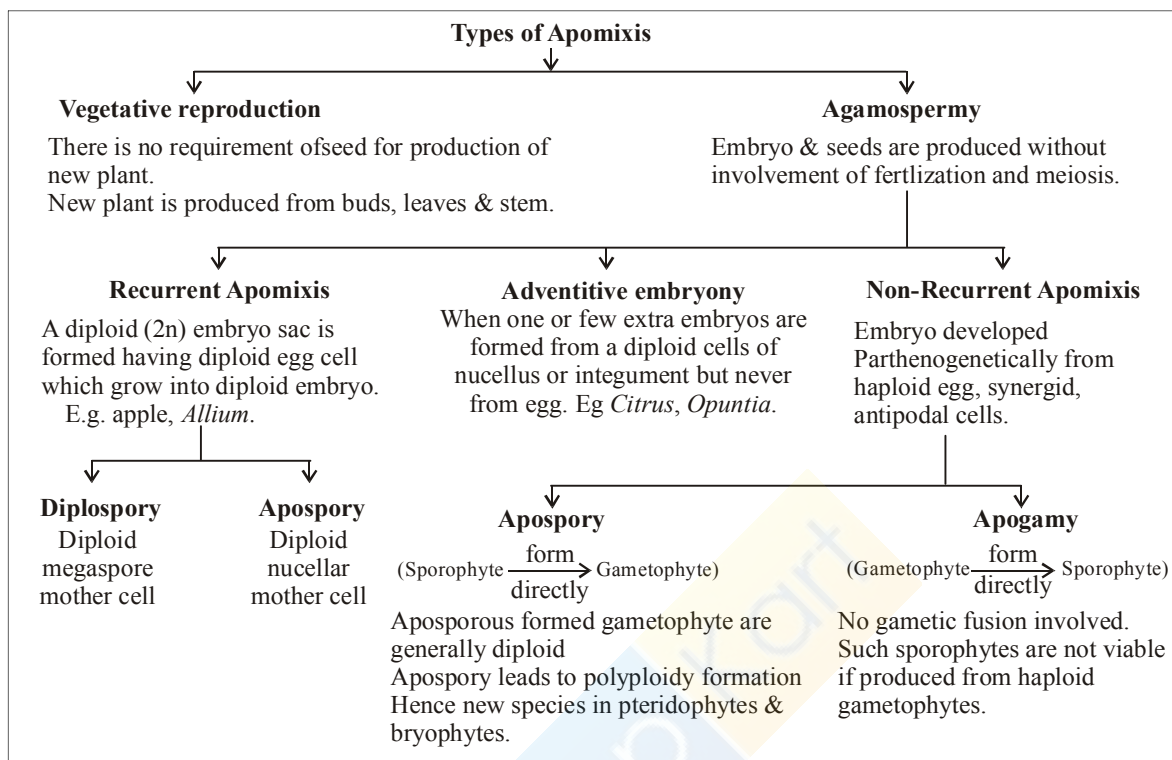 Types of Apomixis
Vegetative reproduction
There is no requirement ofseed for production of
new plant.
New plant is produced from buds, leaves & stem.
Agamospermy
Embryo & seeds are produced without
involvement of fertlization and meiosis.
Recurrent Apomixis
A diploid (2n) embryo sac is
formed having diploid egg cell
which grow into diploid embryo.
E.g. apple, Allium.
Adventitive embryony
When one or few extra embryos are
formed from a diploid cells of
nucellus or integument but never
from egg. Eg Citrus, Opuntia.
Non-Recurrent Apomixis
Embryo developed
Parthenogenetically from
haploid egg, synergid,
antipodal cells.
Diplospory
Diploid
megaspore
mother cell
Apospory
Diploid
nucellar
mother cell
Apospory
(Sporophyte form directly Gametophyte)
Aposporous formed gametophyte are
generally diploid
Apospory leads to polyploidy formation
Hence new species in pteridophytes &
bryophytes.
Apogamy
(Gametophyte form directly Sporophyte)
No gametic fusion involved.
Such sporophytes are not viable
if produced from haploid
gametophytes.
p Kart